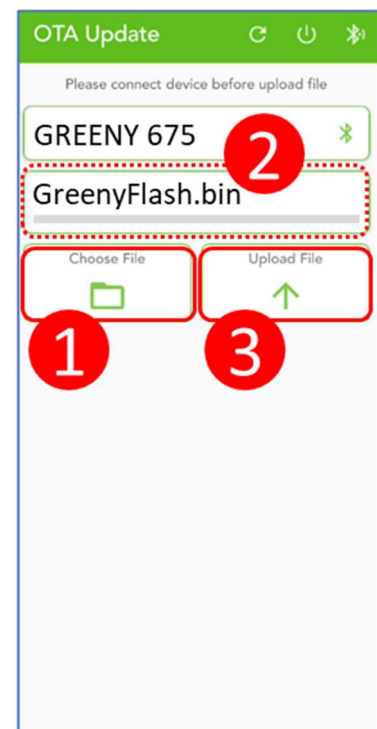 OTA Update
Please connect device before upload file
GREENY 675
2
GreenyFlash.bin
Choose File Upload File
1 3